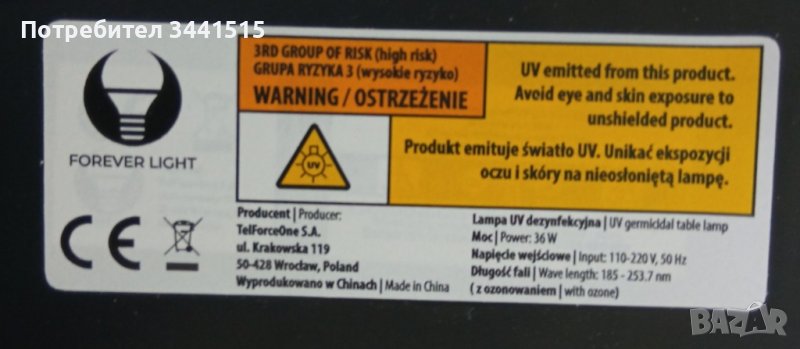 Потребител 3441515
FOREVER LIGHT
CE
3RD GROUP OF RISK (high risk)
GRUPA RYZYKA 3 (wysokie ryzyko)
WARNING / OSTRZEŻENIE
UV
UV emitted from this product.
Avoid eye and skin exposure to
unshielded product.
Produkt emituje światło UV. Unikać ekspozycji
oczu i skóry na nieosłoniętą lampę.
Producent | Producer:
TelForceOne S.A.
ul. Krakowska 119
50-428 Wrocław, Poland
Wyprodukowano w Chinach | Made in China
Lampa UV dezynfekcyjna | UV germicidal table lamp
Moc | Power: 36 W
Napięcie wejściowe | Input: 110-220 V, 50 Hz
Długość fali | Wave length: 185 - 253.7 nm
( z ozonowaniem | with ozone)
BAZAR